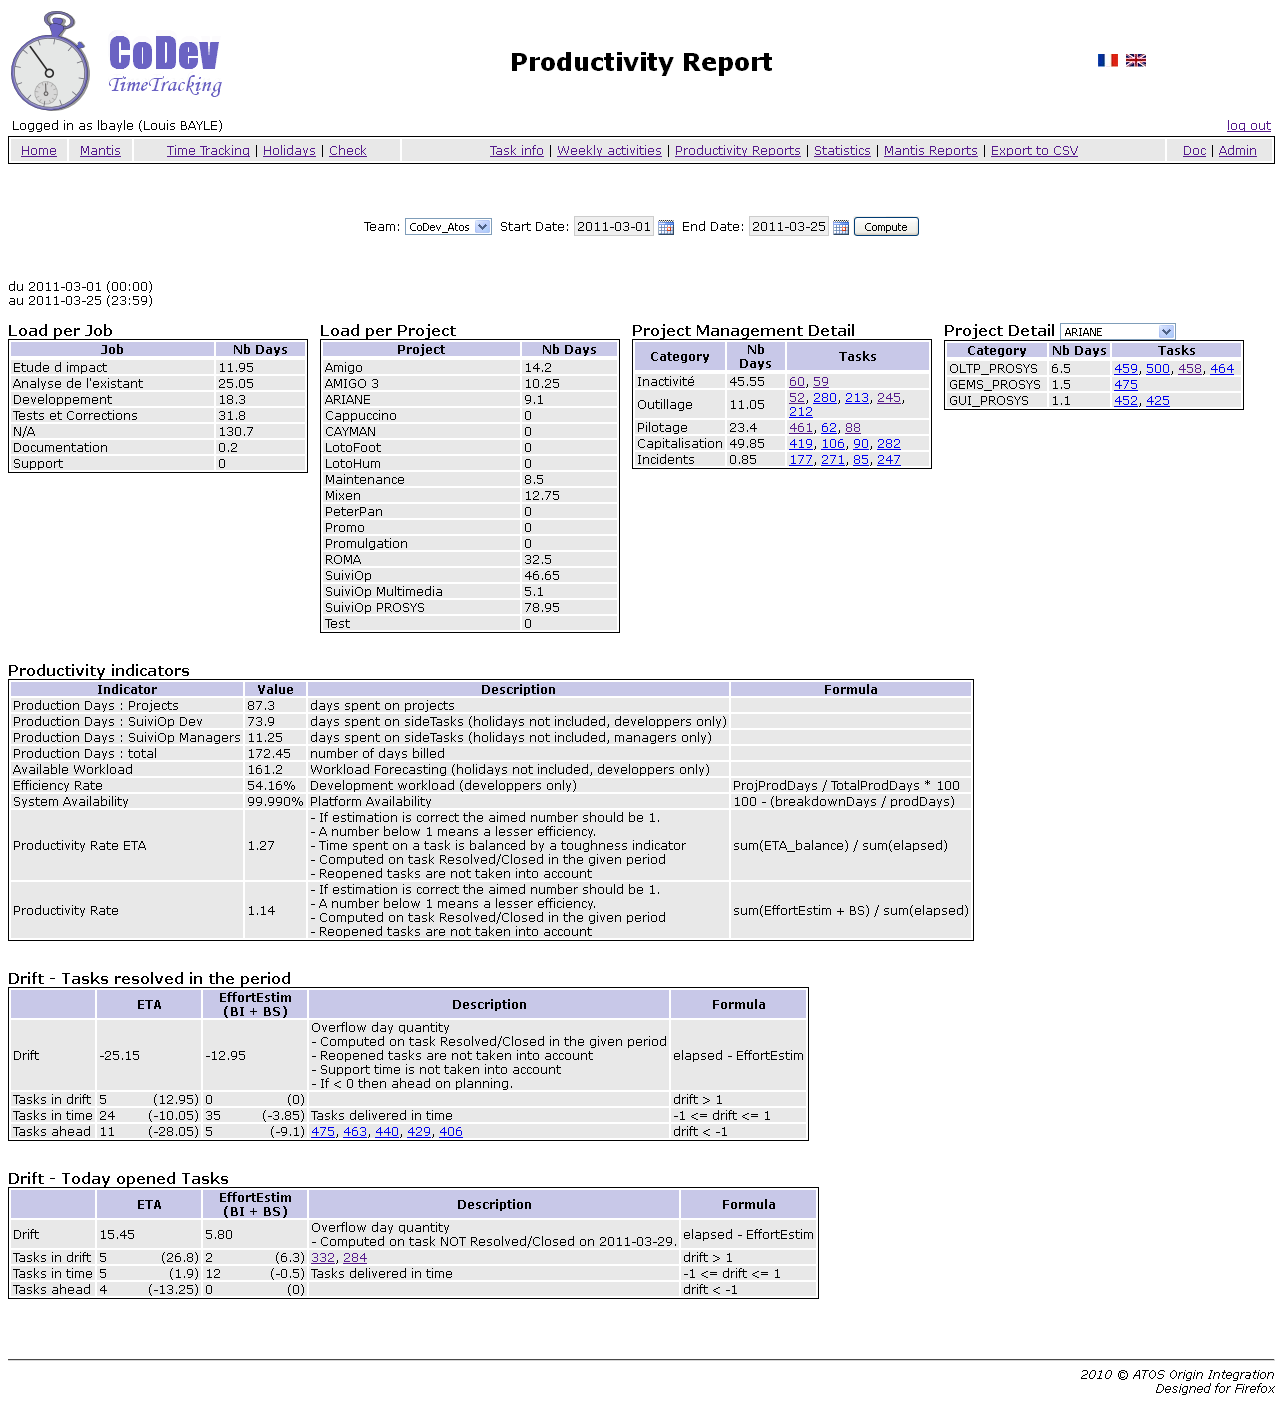 CoDev
TimeTracking
Productivity Report
Logged in as lbayle (Louis BAYLE)
log out
Home Mantis Time Tracking | Holidays | Check Task info | Weekly activities | Productivity Reports | Statistics | Mantis Reports | Export to CSV Doc | Admin
Team: CoDev_Atos Start Date: 2011-03-01 End Date: 2011-03-25 Compute
du 2011-03-01 (00:00)
au 2011-03-25 (23:59)
Load per Job
Job Nb Days
Etude d impact 11.95
Analyse de l'existant 25.05
Developpement 18.3
Tests et Corrections 31.8
N/A 130.7
Documentation 0.2
Support 0
Load per Project
Project Nb Days
Amigo 14.2
AMIGO 3 10.25
ARIANE 9.1
Cappuccino 0
CAYMAN 0
LotoFoot 0
LotoHum 0
Maintenance 8.5
Mixen 12.75
PeterPan 0
Promo 0
Promulgation 0
ROMA 32.5
SuiviOp 46.65
SuiviOp Multimedia 5.1
SuiviOp PROSYS 78.95
Test 0
Project Management Detail
Category Nb Days Tasks
Inactivité 45.55 60, 59
Outillage 11.05 52, 280, 213, 245,
212
Pilotage 23.4 461, 62, 88
Capitalisation 49.85 419, 106, 90, 282
Incidents 0.85 177, 271, 85, 247
Project Detail ARIANE
Category Nb Days Tasks
OLTP_PROSYS 6.5 459, 500, 458, 464
GEMS_PROSYS 1.5 475
GUI_PROSYS 1.1 452, 425
Productivity indicators
Indicator Value Description Formula
Production Days : Projects 87.3 days spent on projects
Production Days : SuiviOp Dev 73.9 days spent on sideTasks (holidays not included, developpers only)
Production Days : SuiviOp Managers 11.25 days spent on sideTasks (holidays not included, managers only)
Production Days : total 172.45 number of days billed
Available Workload 161.2 Workload Forecasting (holidays not included, developpers only)
Efficiency Rate 54.16% Development workload (developpers only) ProjProdDays / TotalProdDays * 100
System Availability 99.990% Platform Availability 100 - (breakdownDays / prodDays)
Productivity Rate ETA 1.27 - If estimation is correct the aimed number should be 1.
- A number below 1 means a lesser efficiency.
- Time spent on a task is balanced by a toughness indicator
- Computed on task Resolved/Closed in the given period
- Reopened tasks are not taken into account
sum(ETA_balance) / sum(elapsed)
Productivity Rate 1.14 - If estimation is correct the aimed number should be 1.
- A number below 1 means a lesser efficiency.
- Computed on task Resolved/Closed in the given period
- Reopened tasks are not taken into account
sum(EffortEstim + BS) / sum(elapsed)
Drift - Tasks resolved in the period
ETA EffortEstim (BI + BS) Description Formula
Drift -25.15 -12.95 Overflow day quantity
- Computed on task Resolved/Closed in the given period
- Reopened tasks are not taken into account
- Support time is not taken into account
- If < 0 then ahead on planning.
elapsed - EffortEstim
Tasks in drift 5 (12.95) 0 (0) drift > 1
Tasks in time 24 (-10.05) 35 (-3.85) Tasks delivered in time -1 <= drift <= 1
Tasks ahead 11 (-28.05) 5 (-9.1) 475, 463, 440, 429, 406 drift < -1
Drift - Today opened Tasks
ETA EffortEstim (BI + BS) Description Formula
Drift 15.45 5.80 Overflow day quantity
- Computed on task NOT Resolved/Closed on 2011-03-29.
elapsed - EffortEstim
Tasks in drift 5 (26.8) 2 (6.3) 332, 284 drift > 1
Tasks in time 5 (1.9) 12 (-0.5) Tasks delivered in time -1 <= drift <= 1
Tasks ahead 4 (-13.25) 0 (0) drift < -1
2010 © ATOS Origin Integration
Designed for Firefox